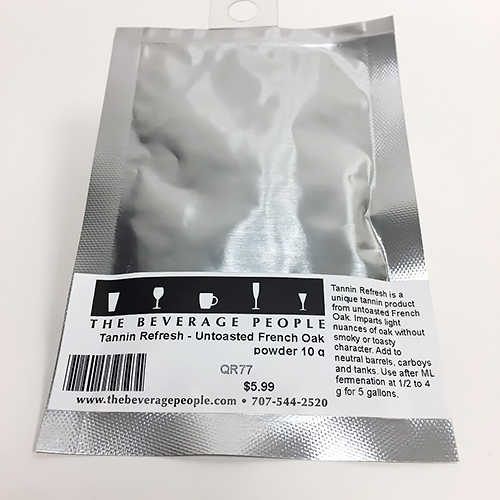 THE BEVERAGE PEOPLE
Tannin Refresh - Untoasted French Oak
powder 10 g
QR77
$5.99
www.thebeveragepeople.com • 707-544-2520
Tannin Refresh is a
unique tannin product
from untoasted French
Oak. Imparts light
nuances of oak without
smoky or toasty
character. Add to
neutral barrels, carboys
and tanks. Use after ML
fermenation at 1/2 to 4
g for 5 gallons.